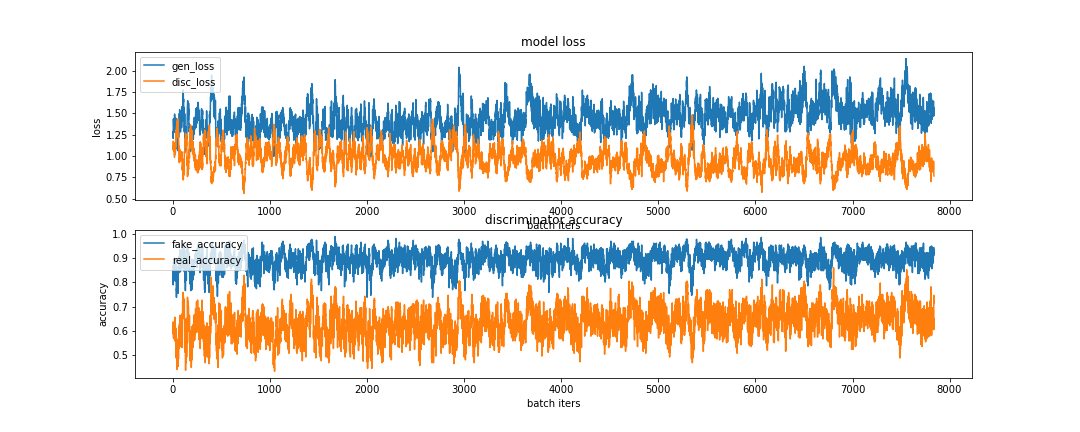 model loss
gen_loss
disc_loss
2.00
1.75
1.50
1.25
1.00
0.75
0.50
loss
0 1000 2000 3000 4000 5000 6000 7000 8000
batch iters
discriminator accuracy
fake_accuracy
real_accuracy
1.0
0.9
0.8
0.7
0.6
0.5
accuracy
0 1000 2000 3000 4000 5000 6000 7000 8000
batch iters